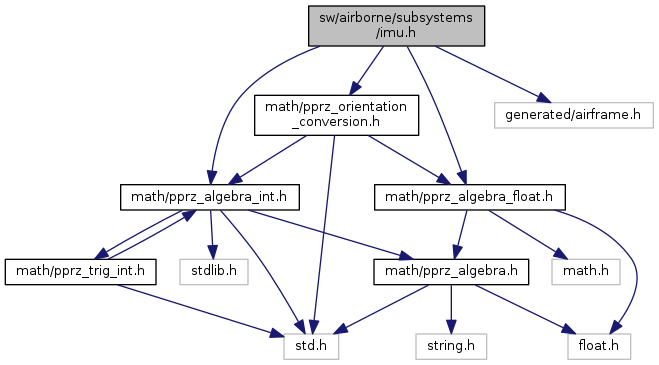 sw/airborne/subsystems
/imu.h
math/pprz_orientation
_conversion.h
generated/airframe.h
math/pprz_algebra_int.h
math/pprz_algebra_float.h
math/pprz_trig_int.h
stdlib.h
math/pprz_algebra.h
math.h
std.h
string.h
float.h